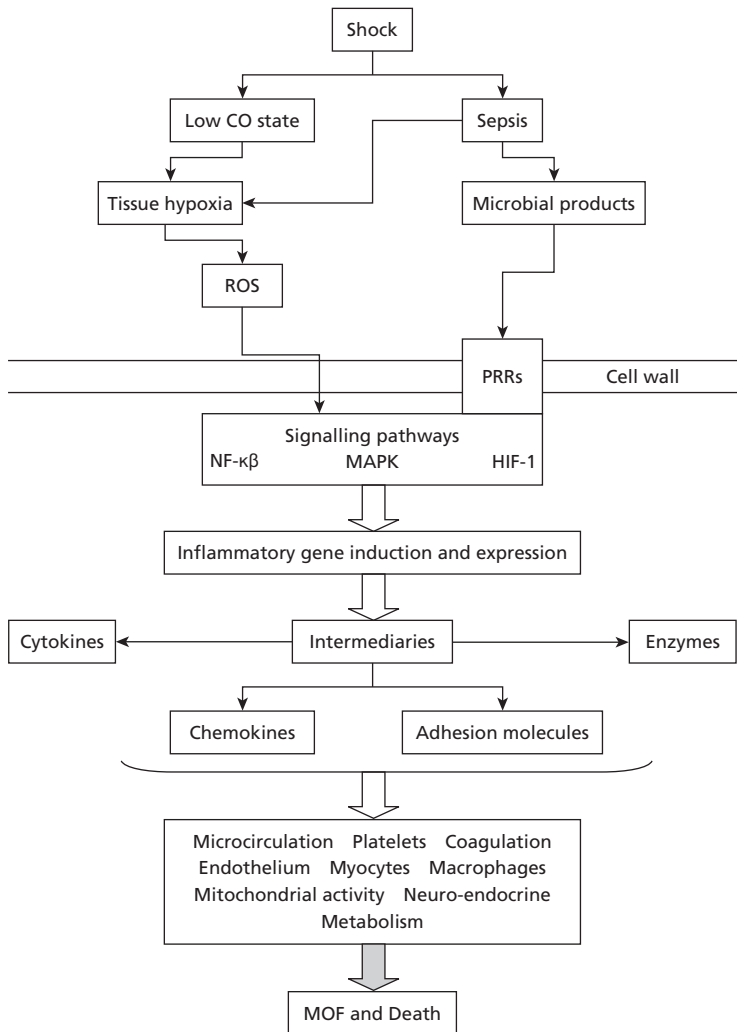 Shock
Low CO state
Sepsis
Tissue hypoxia
Microbial products
ROS
PRRs
Cell wall
Signalling pathways
NF-κβ MAPK HIF-1
Inflammatory gene induction and expression
Cytokines
Intermediaries
Enzymes
Chemokines
Adhesion molecules
Microcirculation Platelets Coagulation
Endothelium Myocytes Macrophages
Mitochondrial activity Neuro-endocrine
Metabolism
MOF and Death